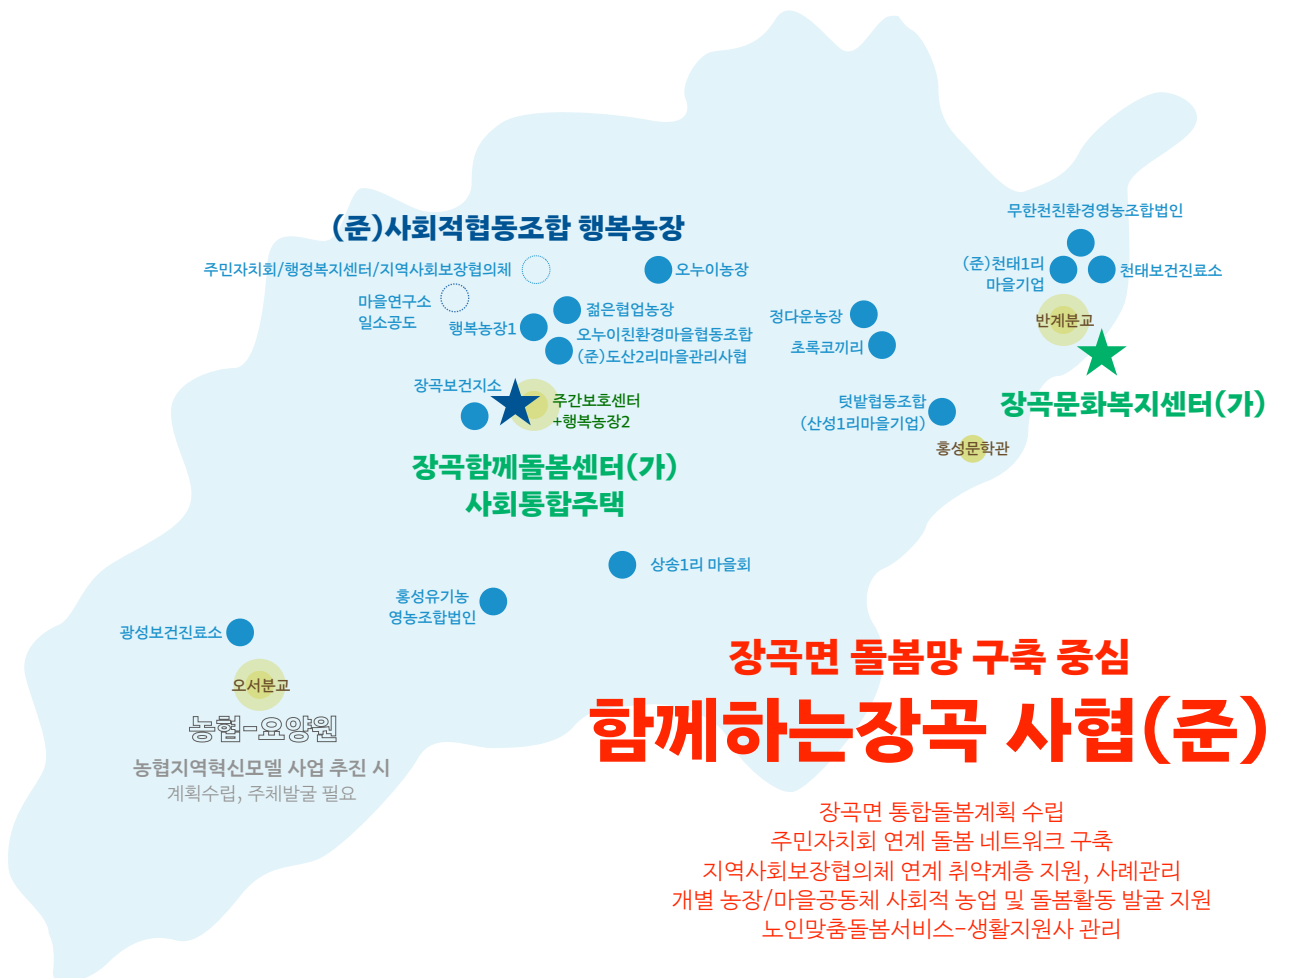 무한천친환경영농조합법인
(준)사회적협동조합 행복농장
주민자치회/행정복지센터/지역사회보장협의체
오누이농장
(준)천태1리
마을기업
천태보건진료소
마을연구소
일소공도
젊은협업농장
행복농장1
오누이친환경마을협동조합
(준)도산2리마을관리사협
정다운농장
초록코끼리
반계분교
장곡보건지소
주간보호센터
+행복농장2
텃밭협동조합
(산성1리마을기업)
장곡문화복지센터(가)
홍성문학관
장곡함께돌봄센터(가)
사회통합주택
상송1리 마을회
홍성유기농
영농조합법인
광성보건진료소
오서분교
농협-요양원
농협지역혁신모델 사업 추진 시
계획수립, 주체발굴 필요
장곡면 돌봄망 구축 중심
함께하는장곡 사협(준)
장곡면 통합돌봄계획 수립
주민자치회 연계 돌봄 네트워크 구축
지역사회보장협의체 연계 취약계층 지원, 사례관리
개별 농장/마을공동체 사회적 농업 및 돌봄활동 발굴 지원
노인맞춤돌봄서비스-생활지원사 관리